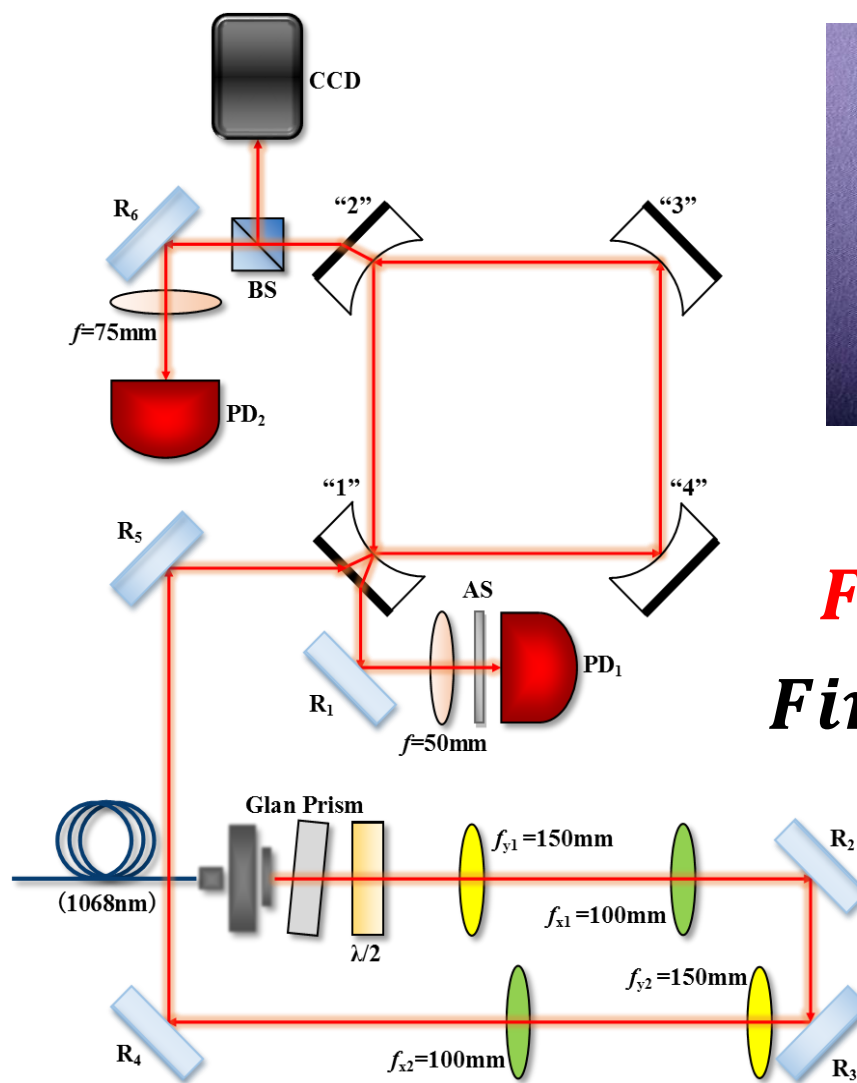 CCD
R6
"2"
"3"
BS
f=75mm
PD2
"1"
"4"
R5
AS
R1
PD1
f=50mm
F
Fin
Glan Prism
fy1=150mm
R2
(1068nm)
fx1=100mm
λ/2
fy2=150mm
R4
fx2=100mm
R3